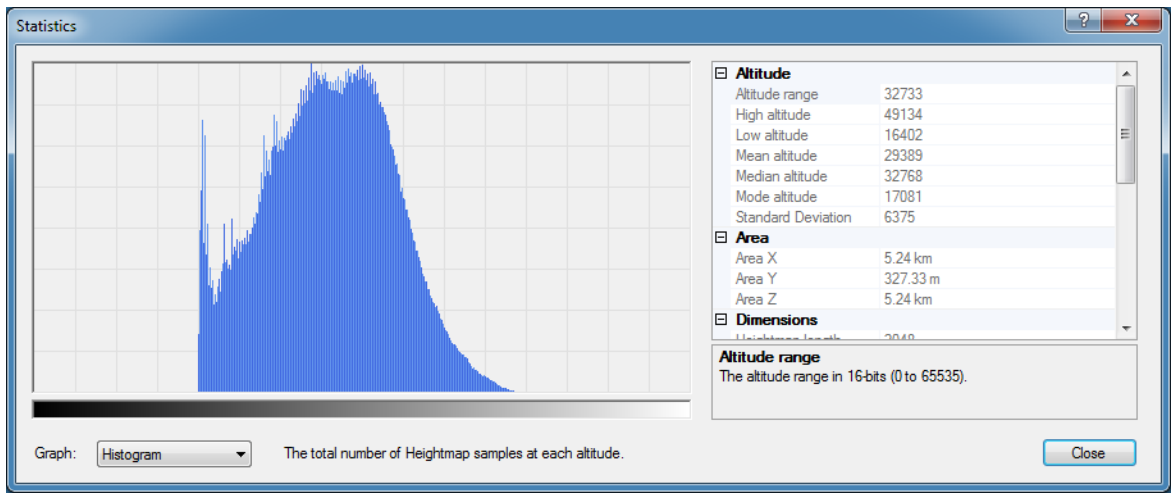 Statistics
Altitude
Altitude range 32733
High altitude 49134
Low altitude 16402
Mean altitude 29389
Median altitude 32768
Mode altitude 17081
Standard Deviation 6375
Area
Area X 5.24 km
Area Y 327.33 m
Area Z 5.24 km
Dimensions
Heightmap length 2048
Altitude range
The altitude range in 16-bits (0 to 65535).
Graph: Histogram The total number of Heightmap samples at each altitude. Close